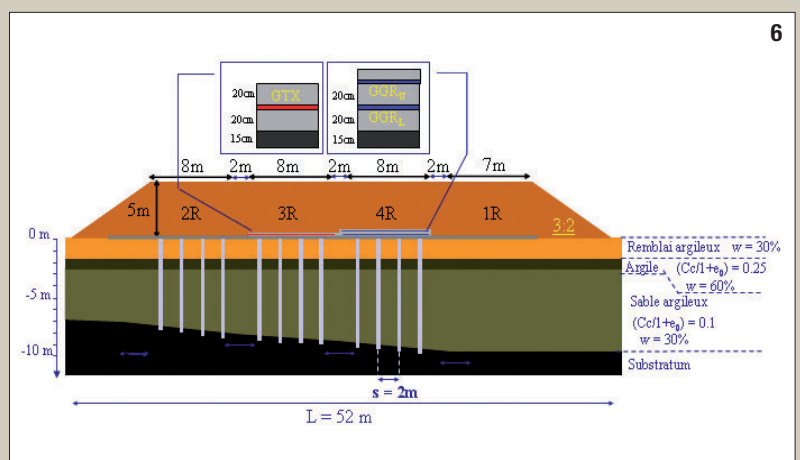 6
20cm GTX
20cm
15cm
20cm GGRU
20cm GGRL
15cm
8m 2m 8m 2m 8m 2m 7m
5m 2R 3R 4R 1R 3:2
0 m
-5 m
-10 m
Remblai argileux w = 30%
Argile (Cc/1+e0) = 0.25
w = 60%
Sable argileux
(Cc/1+e0) = 0.1
w = 30%
Substratum
s = 2m
L = 52 m